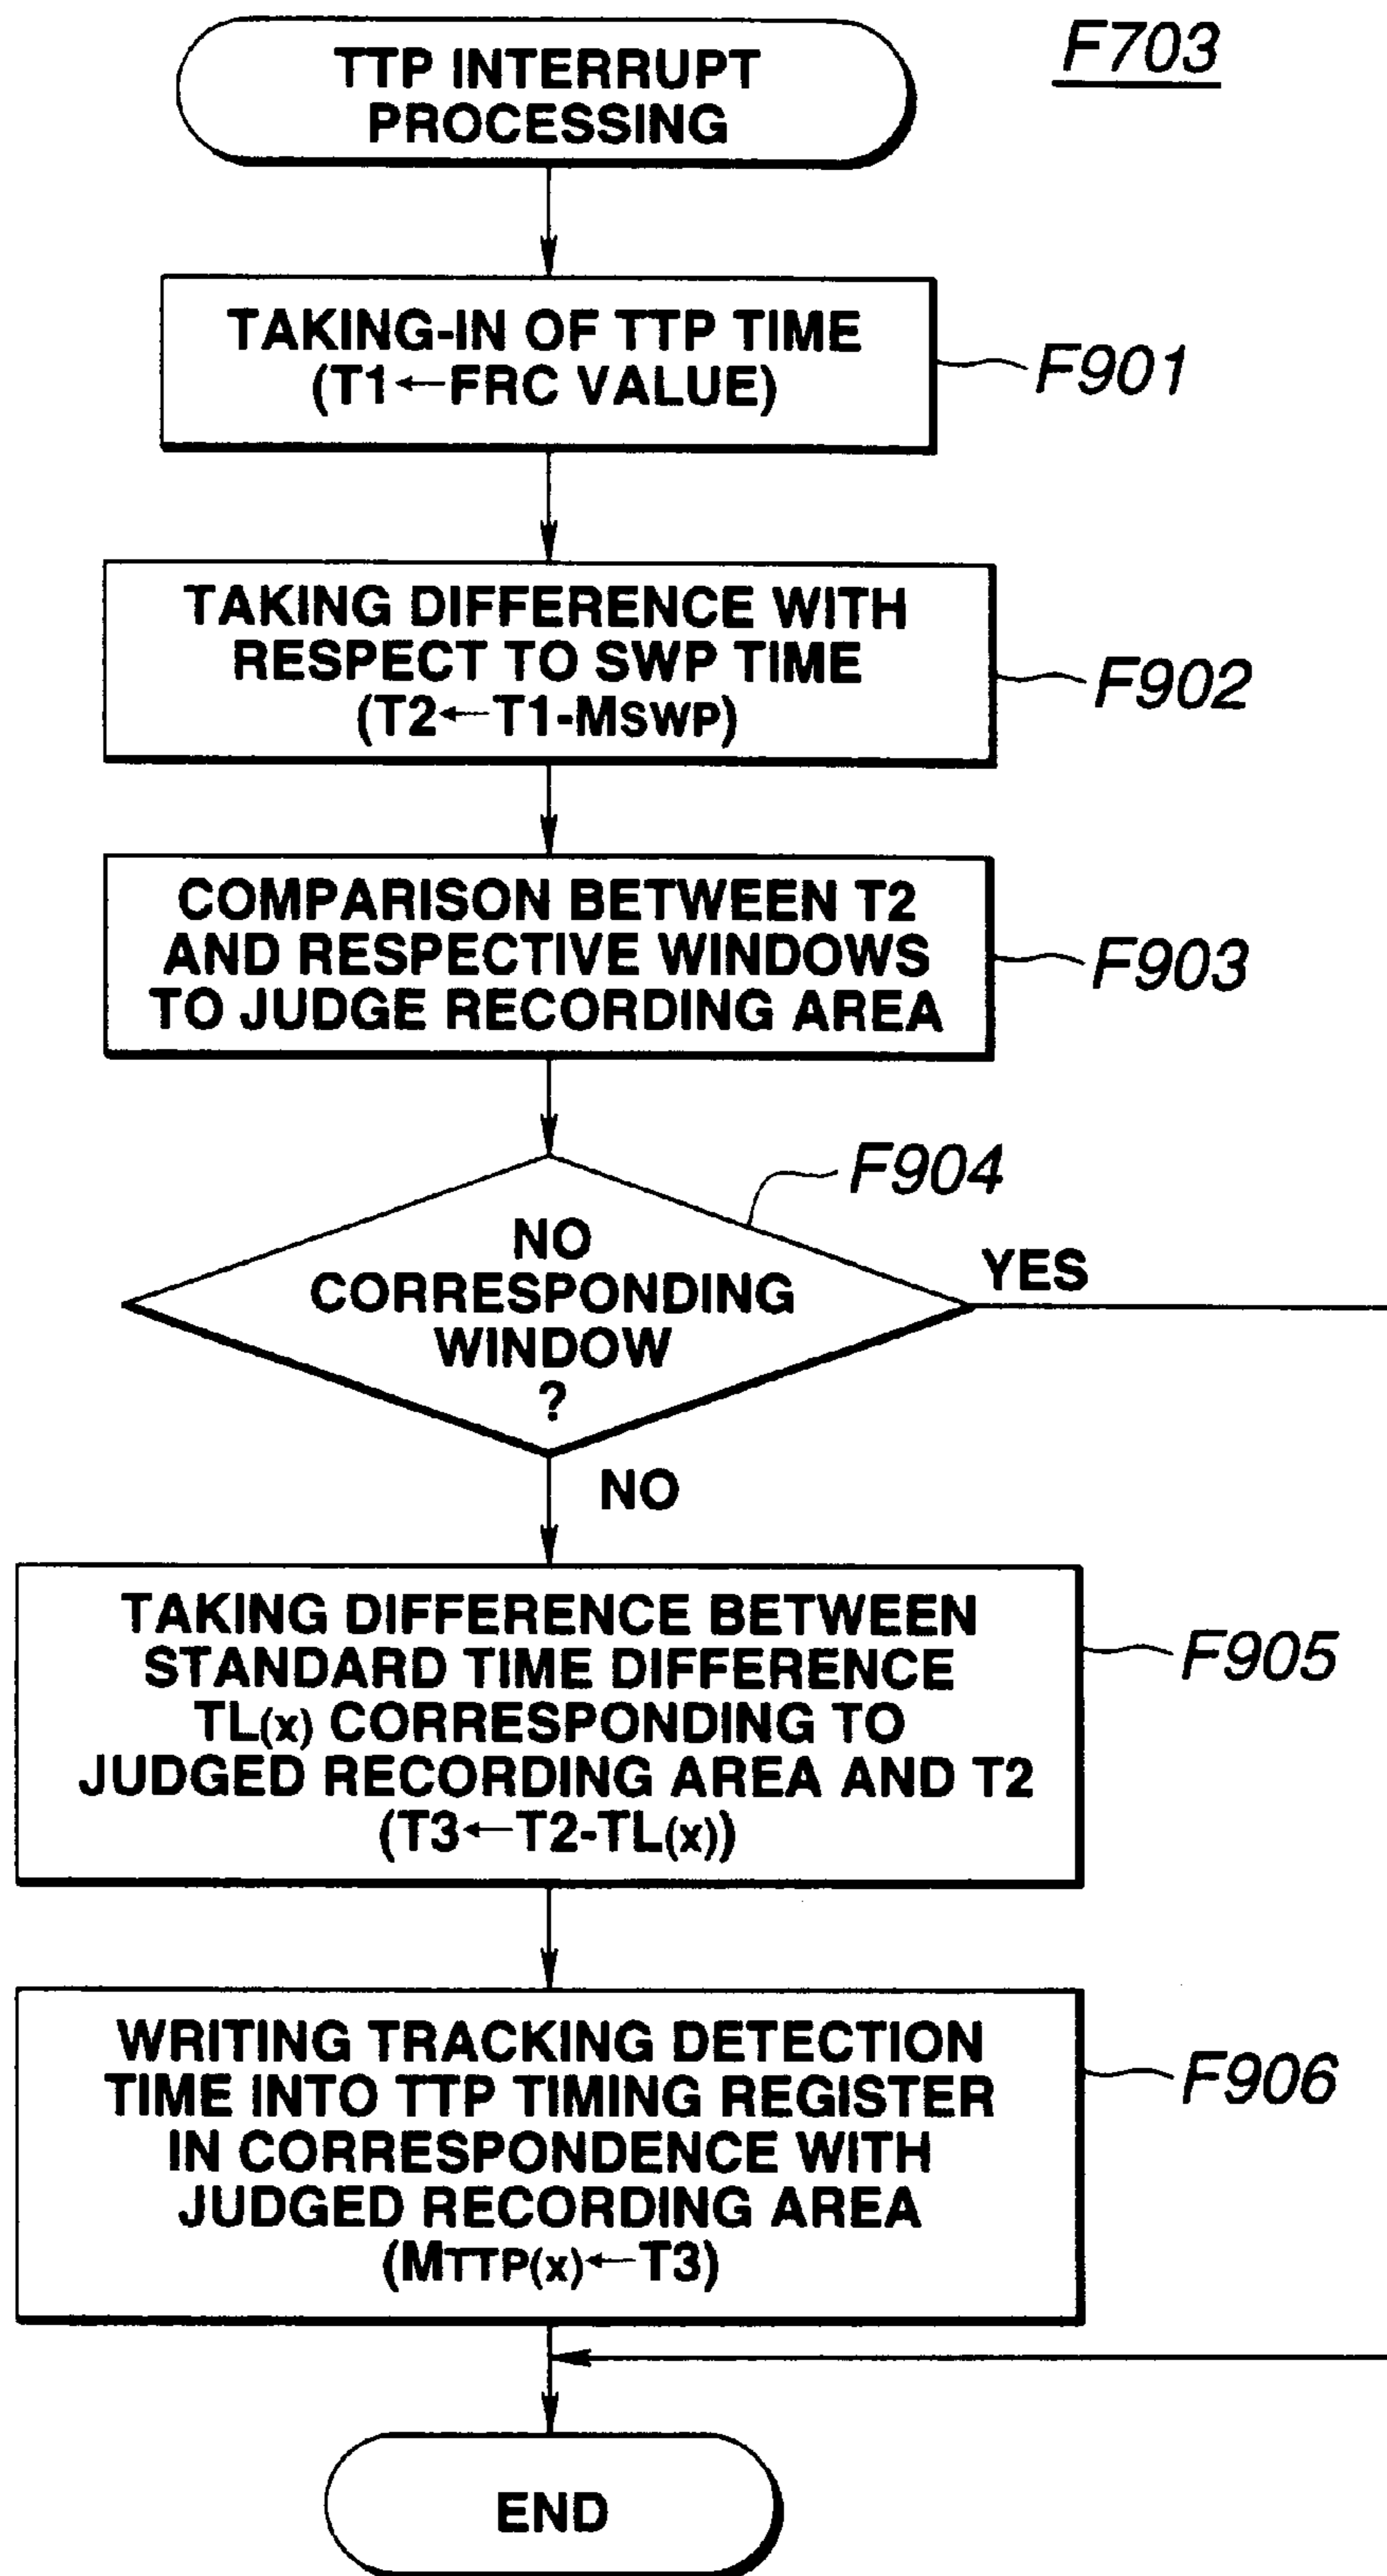 F703
TTP INTERRUPT
PROCESSING
TAKING-IN OF TTP TIME
(T1←FRC VALUE)
F901
TAKING DIFFERENCE WITH
RESPECT TO SWP TIME
(T2←T1-MSWP)
F902
COMPARISON BETWEEN T2
AND RESPECTIVE WINDOWS
TO JUDGE RECORDING AREA
F903
F904
NO
CORRESPONDING
WINDOW
?
YES
NO
TAKING DIFFERENCE BETWEEN
STANDARD TIME DIFFERENCE
TL(x) CORRESPONDING TO
JUDGED RECORDING AREA AND T2
(T3←T2-TL(x))
F905
WRITING TRACKING DETECTION
TIME INTO TTP TIMING REGISTER
IN CORRESPONDENCE WITH
JUDGED RECORDING AREA
(MTTP(x)←T3)
F906
END